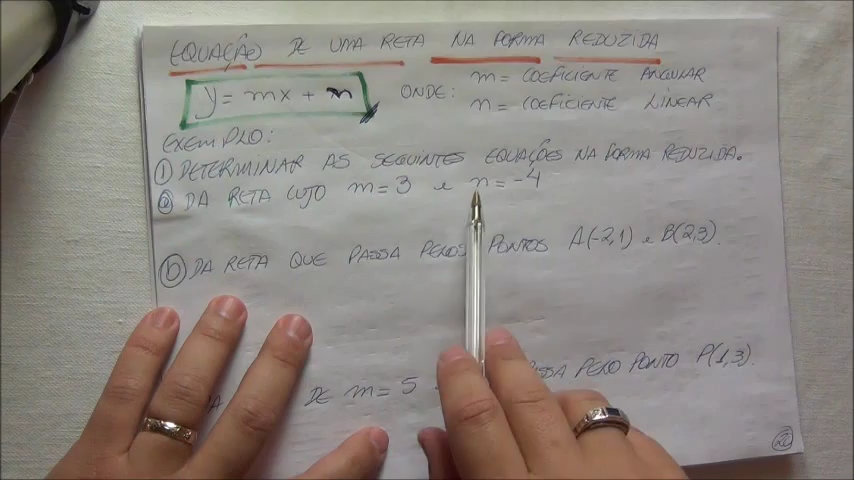 EQUAÇÃO DE UMA RETA NA FORMA REDUZIDA
y = mx + n ONDE: m = COEFICIENTE ANGULAR
n = COEFICIENTE LINEAR
EXEMPLO:
① DETERMINAR AS SEGUINTES EQUAÇÕES NA FORMA REDUZIDA.
ⓐ DA RETA CUJO m = 3 e n = -4
ⓑ DA RETA QUE PASSA PELOS PONTOS A(-2,1) e B(2,3).
DE m = 5 PELO PONTO P(1,3).